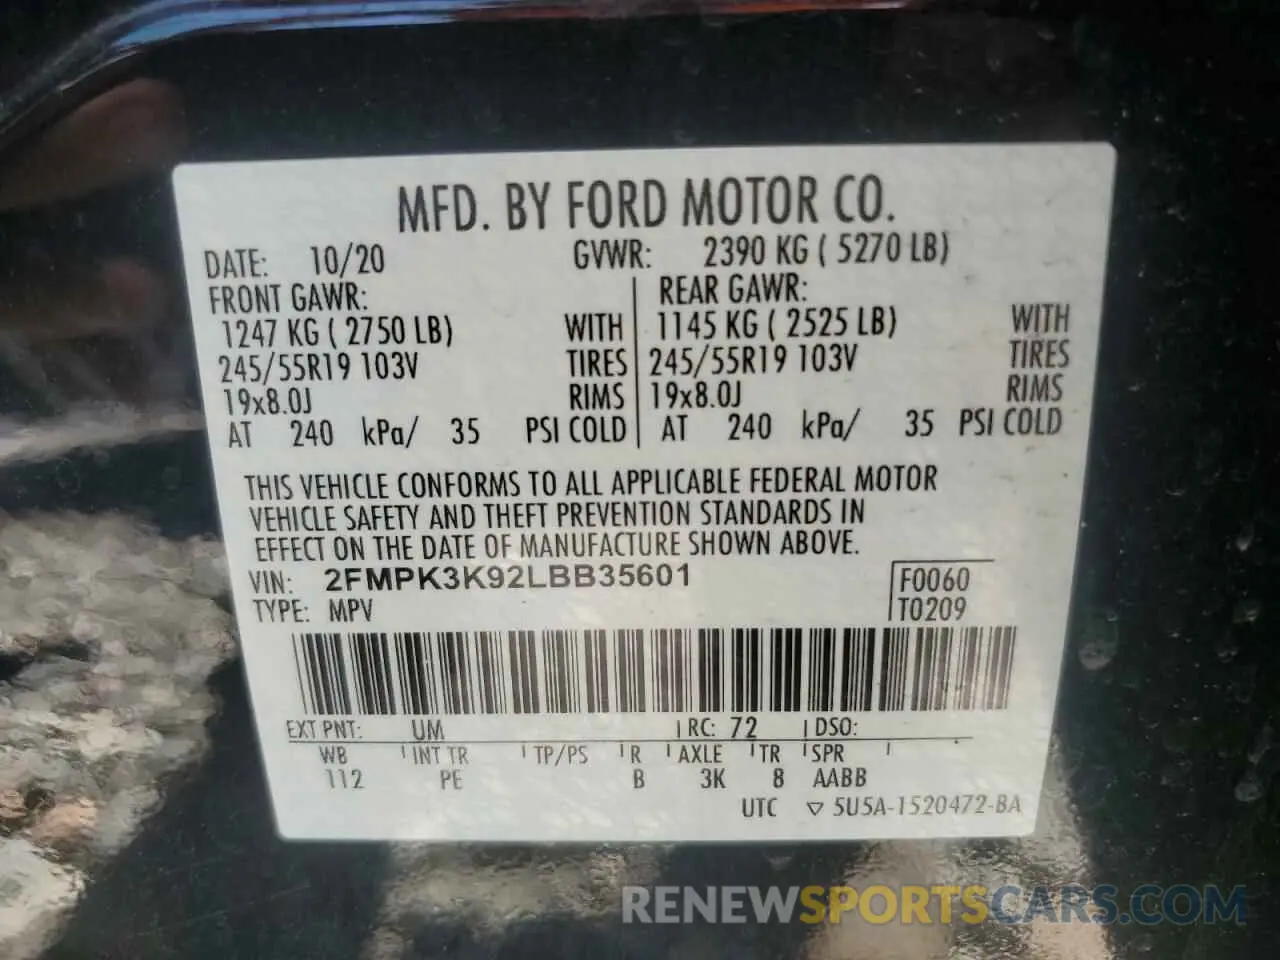 MFD. BY FORD MOTOR CO.
DATE: 10/20 GVWR: 2390 KG ( 5270 LB)
FRONT GAWR: REAR GAWR:
1247 KG ( 2750 LB) WITH 1145 KG ( 2525 LB) WITH
245/55R19 103V TIRES 245/55R19 103V TIRES
19x8.0J RIMS 19x8.0J RIMS
AT 240 kPa/ 35 PSI COLD AT 240 kPa/ 35 PSI COLD
THIS VEHICLE CONFORMS TO ALL APPLICABLE FEDERAL MOTOR
VEHICLE SAFETY AND THEFT PREVENTION STANDARDS IN
EFFECT ON THE DATE OF MANUFACTURE SHOWN ABOVE.
VIN: 2FMPK3K92LBB35601 F0060
TYPE: MPV T0209
EXT PNT: UM RC: 72 DSO:
WB INT TR TP/PS R AXLE TR SPR
112 PE B 3K 8 AABB
UTC ▽ 5U5A-1520472-BA
RENEWSPORTSCARS.COM